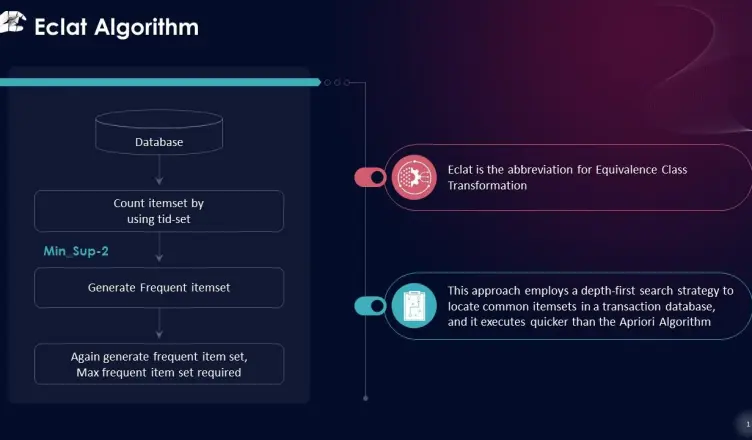 Eclat Algorithm
Database
Count itemset by
using tid-set
Min_Sup-2
Generate Frequent itemset
Again generate frequent item set,
Max frequent item set required
Eclat is the abbreviation for Equivalence Class
Transformation
This approach employs a depth-first search strategy to
locate common itemsets in a transaction database,
and it executes quicker than the Apriori Algorithm
1